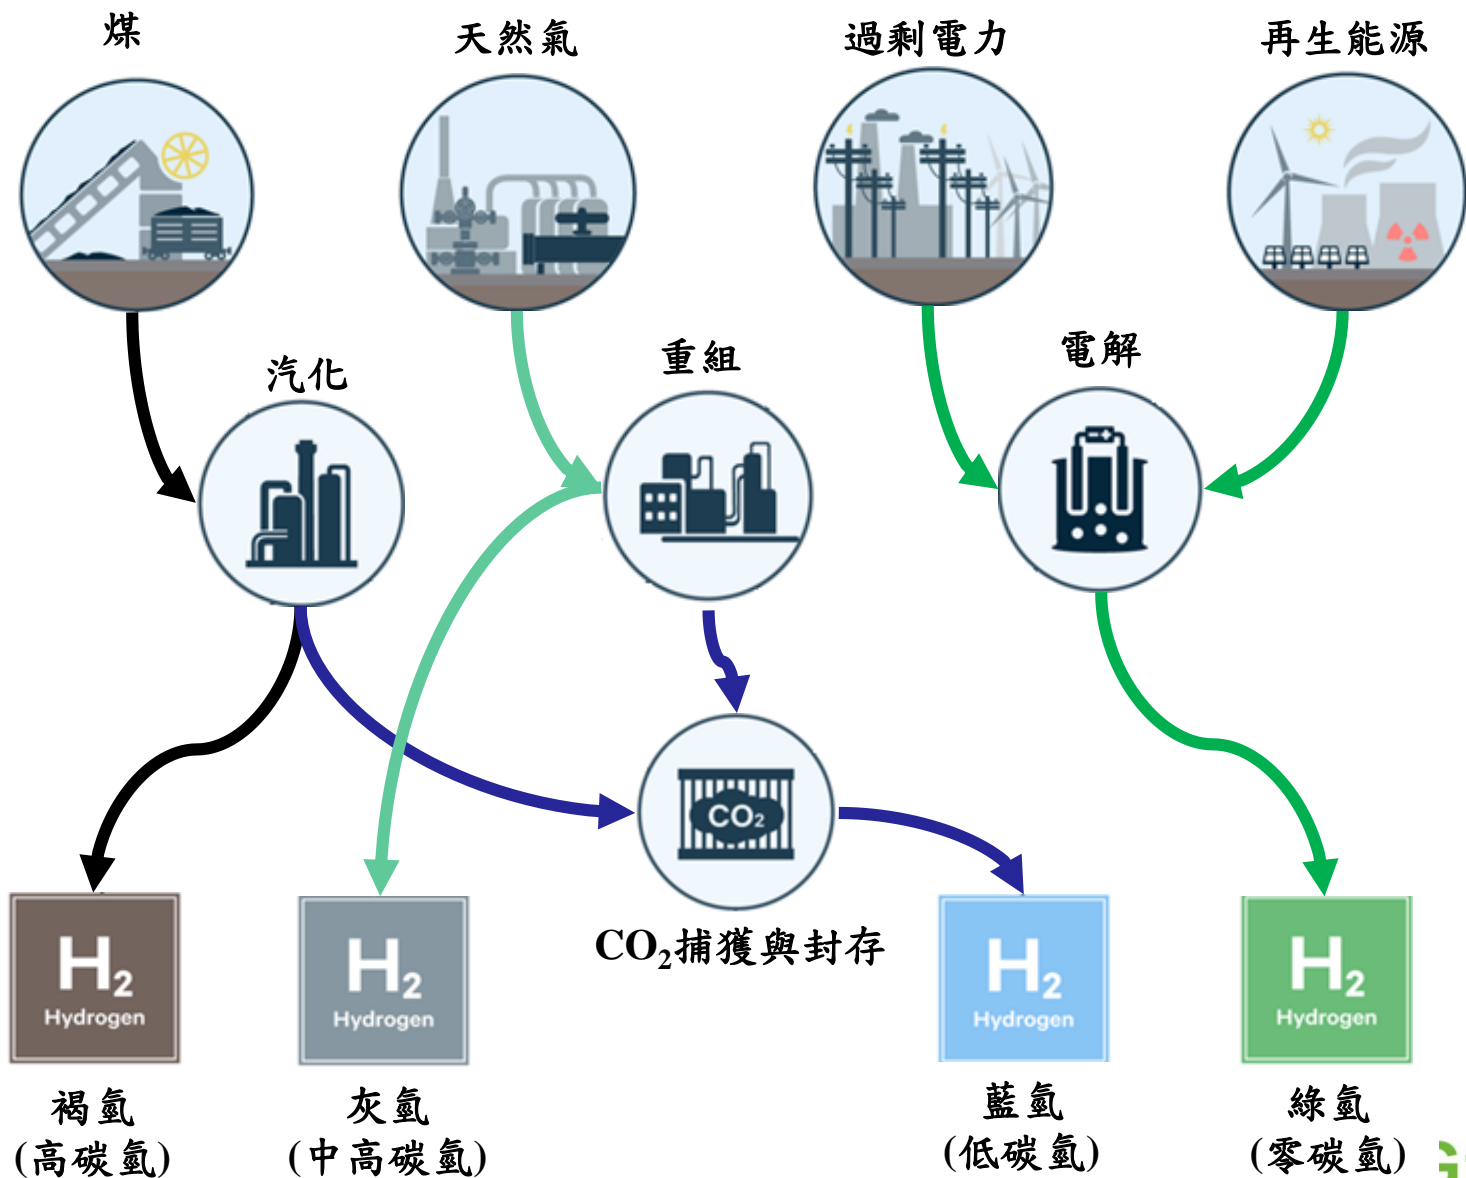 煤
天然氣
過剩電力
再生能源
汽化
重組
電解
CO₂
CO₂捕獲與封存
H₂
Hydrogen
H₂
Hydrogen
H₂
Hydrogen
H₂
Hydrogen
褐氫
(高碳氫)
灰氫
(中高碳氫)
藍氫
(低碳氫)
綠氫
(零碳氫)